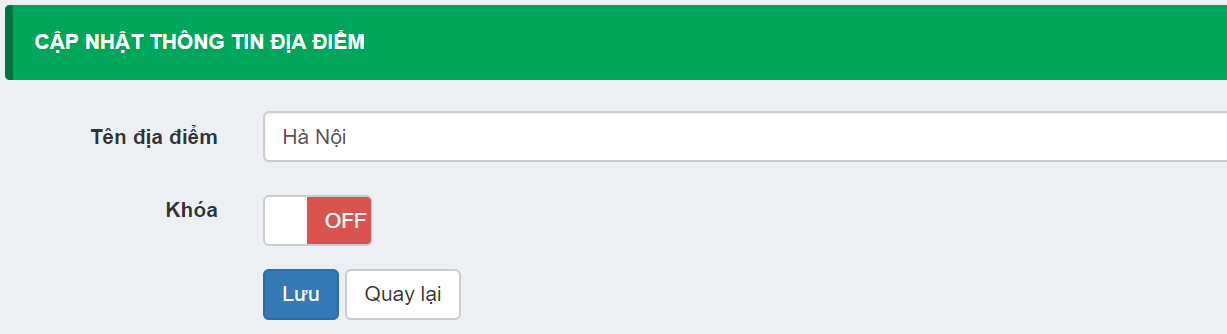 CẬP NHẬT THÔNG TIN ĐỊA ĐIỂM
Tên địa điểm Hà Nội
Khóa OFF
Lưu Quay lại